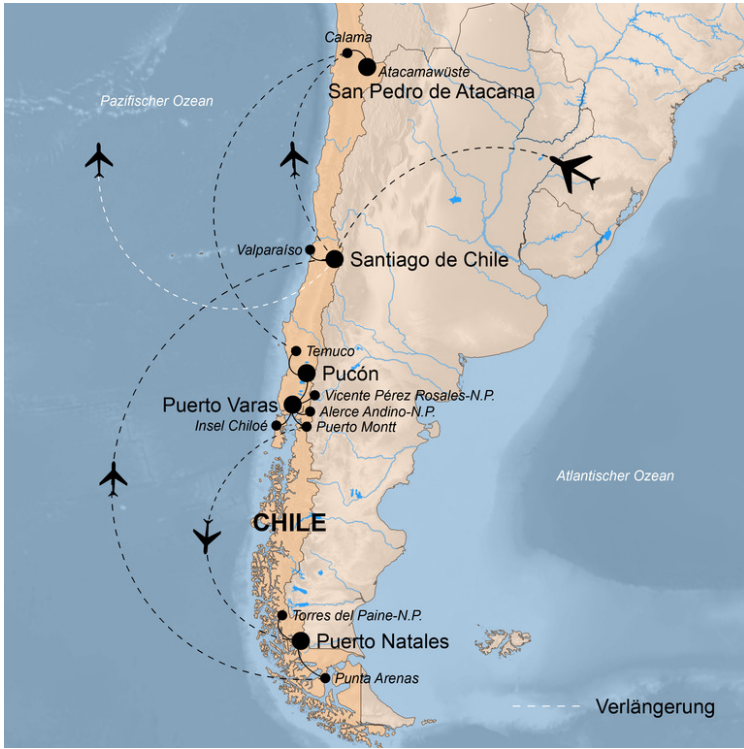 Calama
Atacamawüste
San Pedro de Atacama
Pazifischer Ozean
Valparaíso
Santiago de Chile
Temuco
Pucón
Vicente Pérez Rosales-N.P.
Puerto Varas
Alerce Andino-N.P.
Insel Chiloé
Puerto Montt
Atlantischer Ozean
CHILE
Torres del Paine-N.P.
Puerto Natales
Punta Arenas
Verlängerung